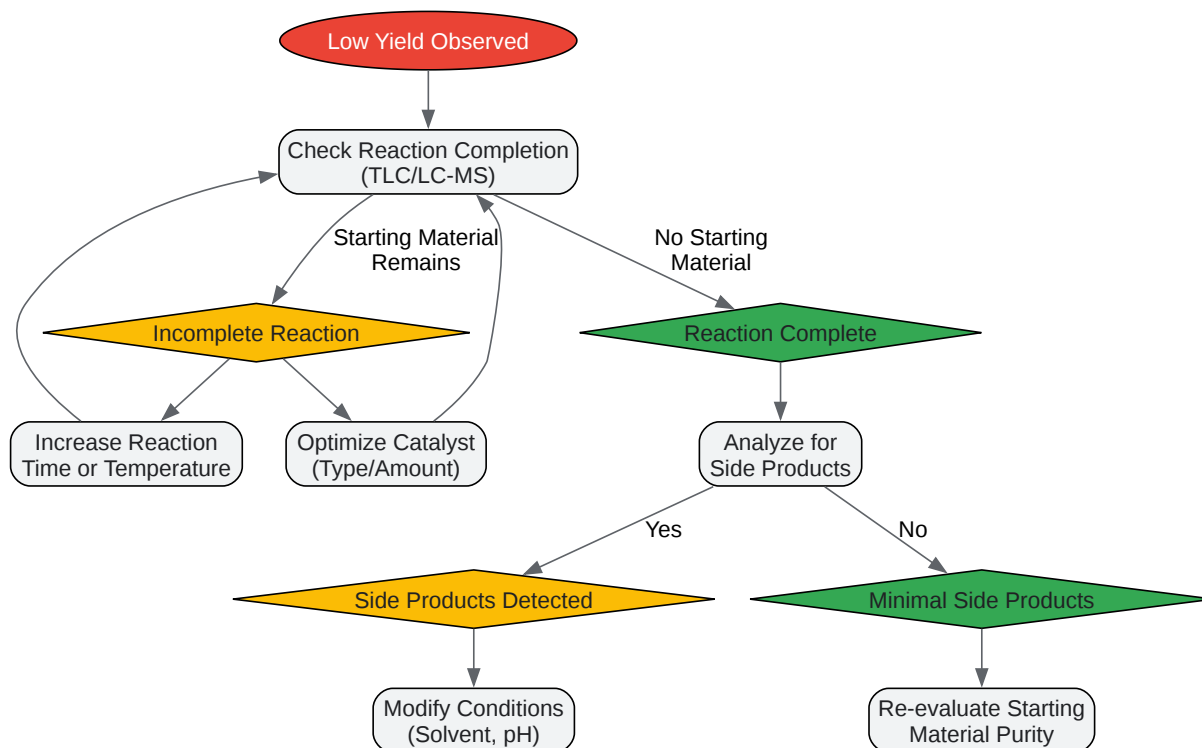 Low Yield Observed
Check Reaction Completion
(TLC/LC-MS)
Starting Material
Remains
No Starting
Material
Incomplete Reaction
Reaction Complete
Increase Reaction
Time or Temperature
Optimize Catalyst
(Type/Amount)
Analyze for
Side Products
Yes
No
Side Products Detected
Minimal Side Products
Modify Conditions
(Solvent, pH)
Re-evaluate Starting
Material Purity